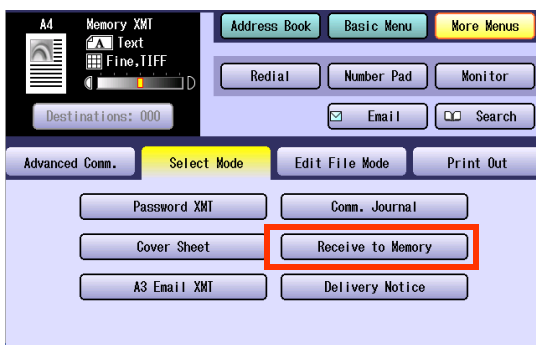 A4 Memory XMT
A Text
Fine,TIFF
D
Destinations: 000
Address Book Basic Menu More Menus
Redial Number Pad Monitor
Email Search
Advanced Comm. Select Mode Edit File Mode Print Out
Password XMT Comm. Journal
Cover Sheet Receive to Memory
A3 Email XMT Delivery Notice